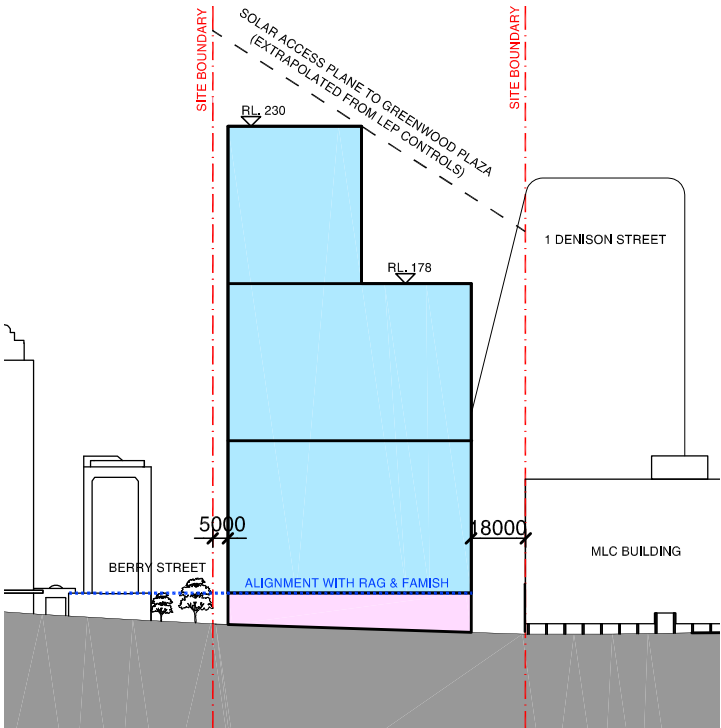 SITE BOUNDARY
SITE BOUNDARY
SOLAR ACCESS PLANE TO GREENWOOD PLAZA
(EXTRAPOLATED FROM LEP CONTROLS)
RL. 230
1 DENISON STREET
RL. 178
5000
18000
MLC BUILDING
BERRY STREET
ALIGNMENT WITH RAG & FAMISH